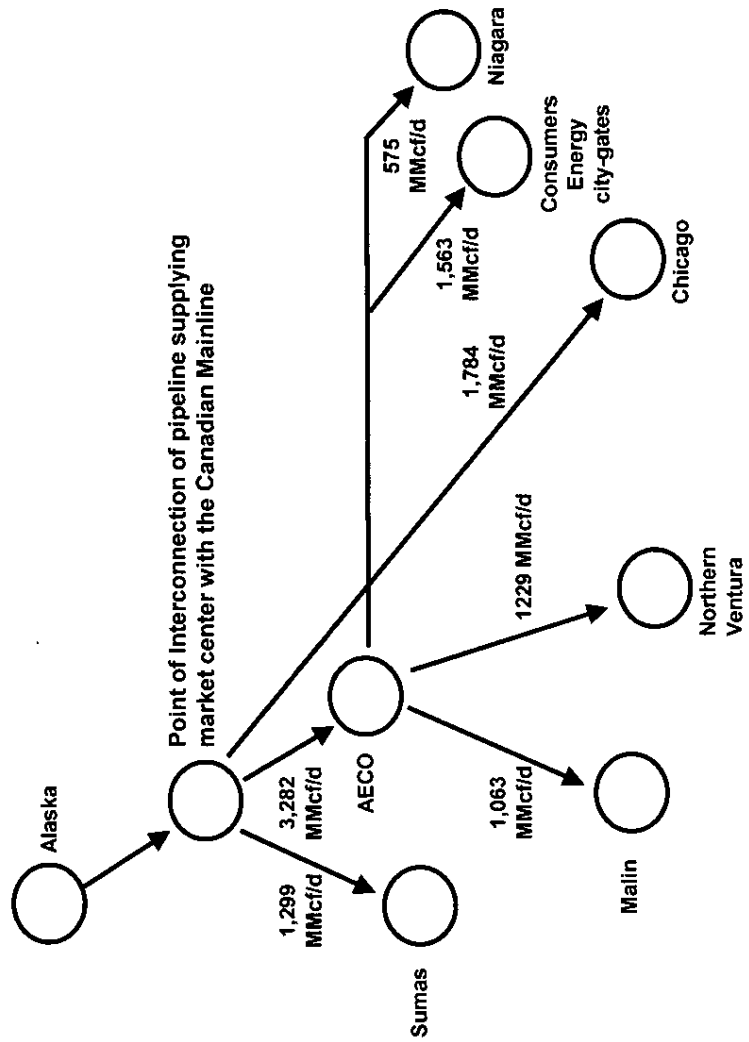 Alaska
Point of Interconnection of pipeline supplying
market center with the Canadian Mainline
1,299
MMcf/d
3,282
MMcf/d
Sumas
AECO
575
MMcf/d
Niagara
1,563
MMcf/d
Consumers
Energy
city-gates
1,784
MMcf/d
Chicago
1229 MMcf/d
Northern
Ventura
1,063
MMcf/d
Malin